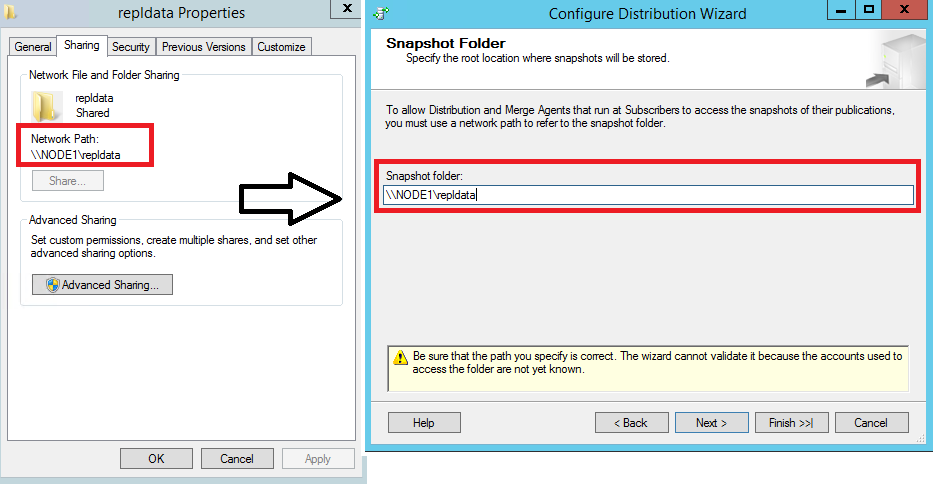 repldata Properties
X
General
Sharing
Security
Previous Versions
Customize
Network File and Folder Sharing
repldata
Shared
Network Path:
\\NODE1\repldata
Share...
Advanced Sharing
Set custom permissions, create multiple shares, and set other
advanced sharing options.
Advanced Sharing...
OK
Cancel
Apply
Configure Distribution Wizard
Snapshot Folder
Specify the root location where snapshots will be stored.
To allow Distribution and Merge Agents that run at Subscribers to access the snapshots of their publications,
you must use a network path to refer to the snapshot folder.
Snapshot folder:
\\NODE1\repldata
Be sure that the path you specify is correct. The wizard cannot validate it because the accounts used to
access the folder are not yet known.
Help
< Back
Next >
Finish >>|
Cancel